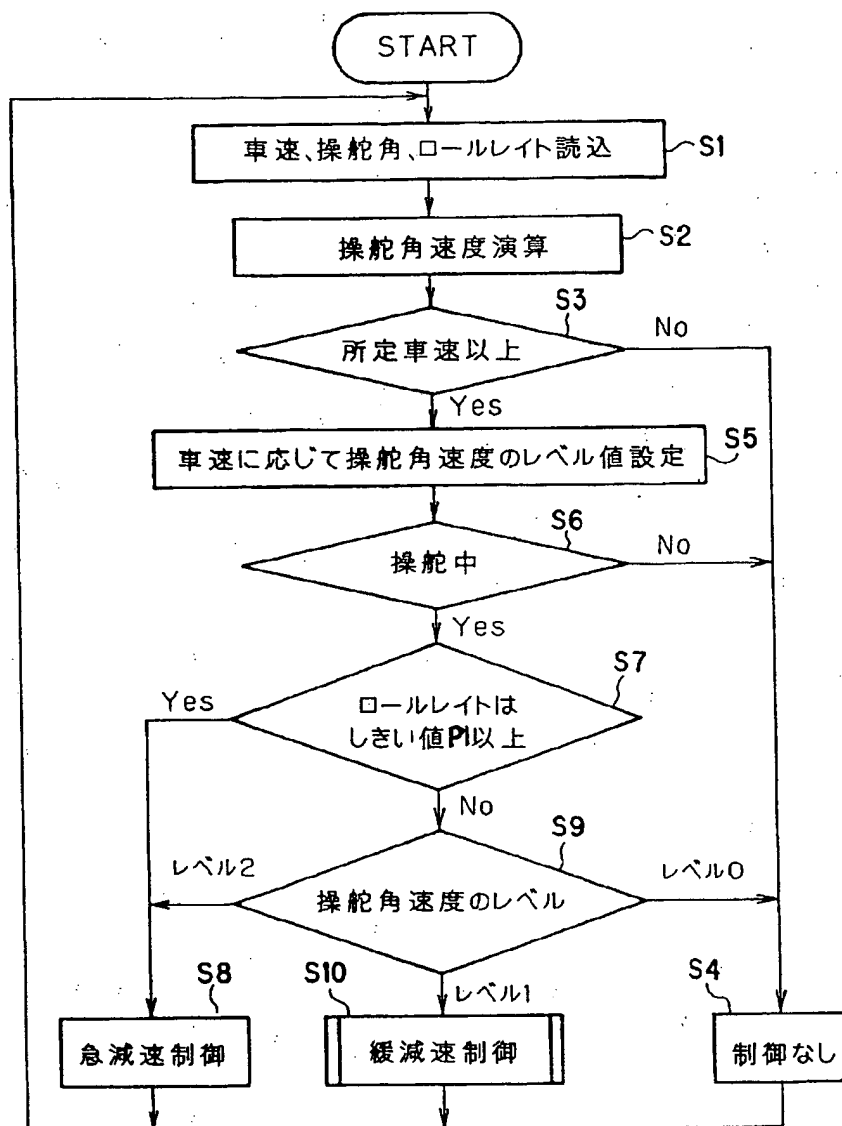 START
車速、操舵角、ロールレイト読込
S1
操舵角速度演算
S2
S3
所定車速以上
No
Yes
車速に応じて操舵角速度のレベル値設定
S5
S6
操舵中
No
Yes
S7
Yes
ロールレイトは
しきい値P1以上
No
S9
レベル2
操舵角速度のレベル
レベル0
S8
S10
レベル1
S4
急減速制御
緩減速制御
制御なし